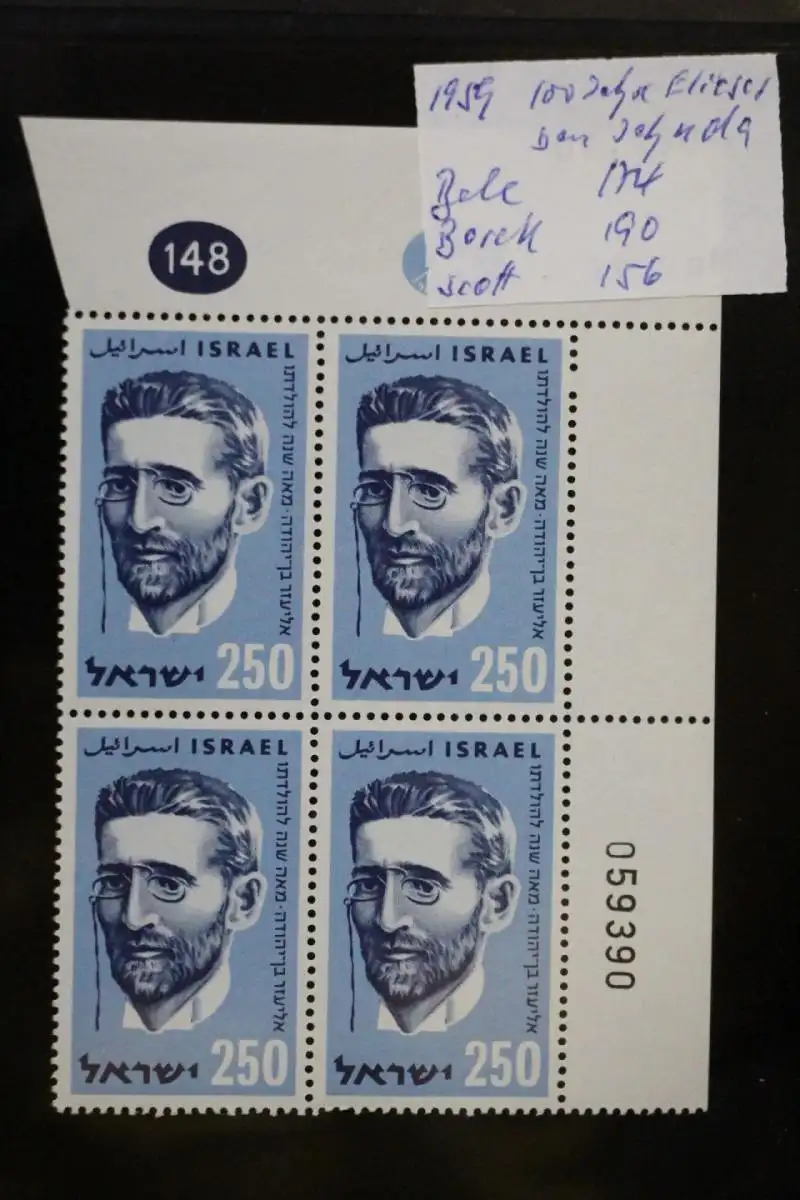 1959 100 Jahre Elieser
Ben Jehuda
Bale 174
190
Scott 156
148
اسرائيل ISRAEL
מאה שנה להולדתו · אליעזר בן־יהודה
ישראל 250
اسرائيل ISRAEL
מאה שנה להולדתו · אליעזר בן־יהודה
ישראל 250
اسرائيل ISRAEL
מאה שנה להולדתו · אליעזר בן־יהודה
ישראל 250
اسرائيل ISRAEL
מאה שנה להולדתו · אליעזר בן־יהודה
ישראל 250
059390